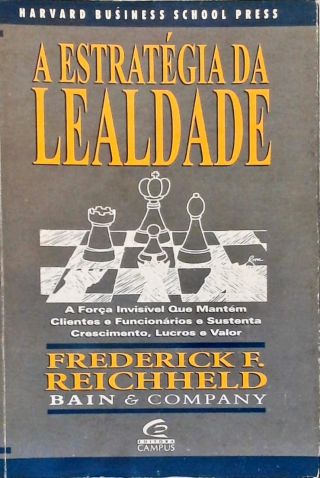 HARVARD BUSINESS SCHOOL PRESS
A ESTRATÉGIA DA
LEALDADE
A Força Invisível Que Mantém
Clientes e Funcionários e Sustenta
Crescimento, Lucros e Valor
FREDERICK F.
REICHHELD
BAIN & COMPANY
EDITORA
CAMPUS